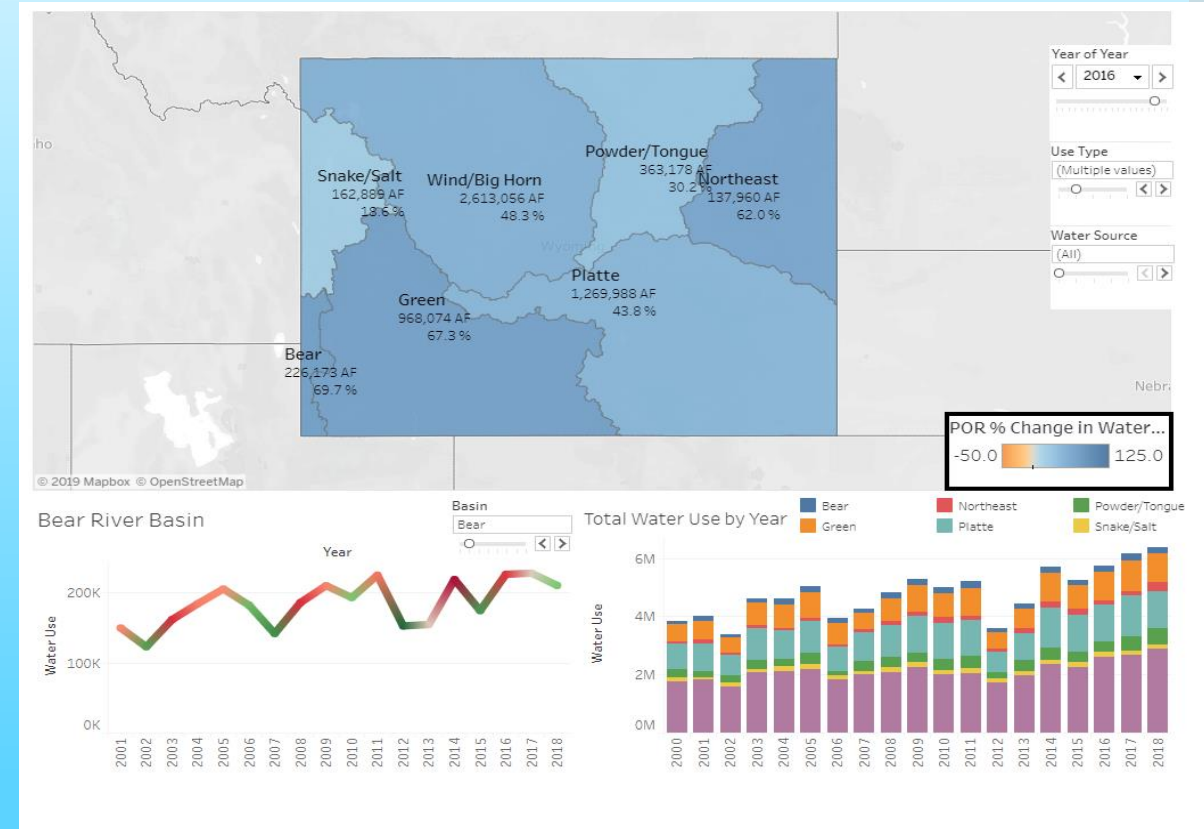 Year of Year
2016
ho
Use Type
(Multiple values)
Water Source
(All)
Snake/Salt
162,889 AF
Wind/Big Horn
2,613,056 AF
48.3 %
Powder/Tongue
363,178 AF
30.2 %
Northeast
137,960 AF
62.0 %
Wyoming
Platte
1,269,988 AF
43.8 %
Green
968,074 AF
67.3 %
Bear
226,173 AF
69.7 %
Nebr
POR % Change in Water...
-50.0 125.0
© 2019 Mapbox © OpenStreetMap
Bear River Basin
Basin
Bear
Year
Water Use
200K
100K
0K
2001 2002 2003 2004 2005 2006 2007 2008 2009 2010 2011 2012 2013 2014 2015 2016 2017 2018
Total Water Use by Year
Bear Northeast Powder/Tongue
Green Platte Snake/Salt
Water Use
6M
4M
2M
0M
2000 2001 2002 2003 2004 2005 2006 2007 2008 2009 2010 2011 2012 2013 2014 2015 2016 2017 2018